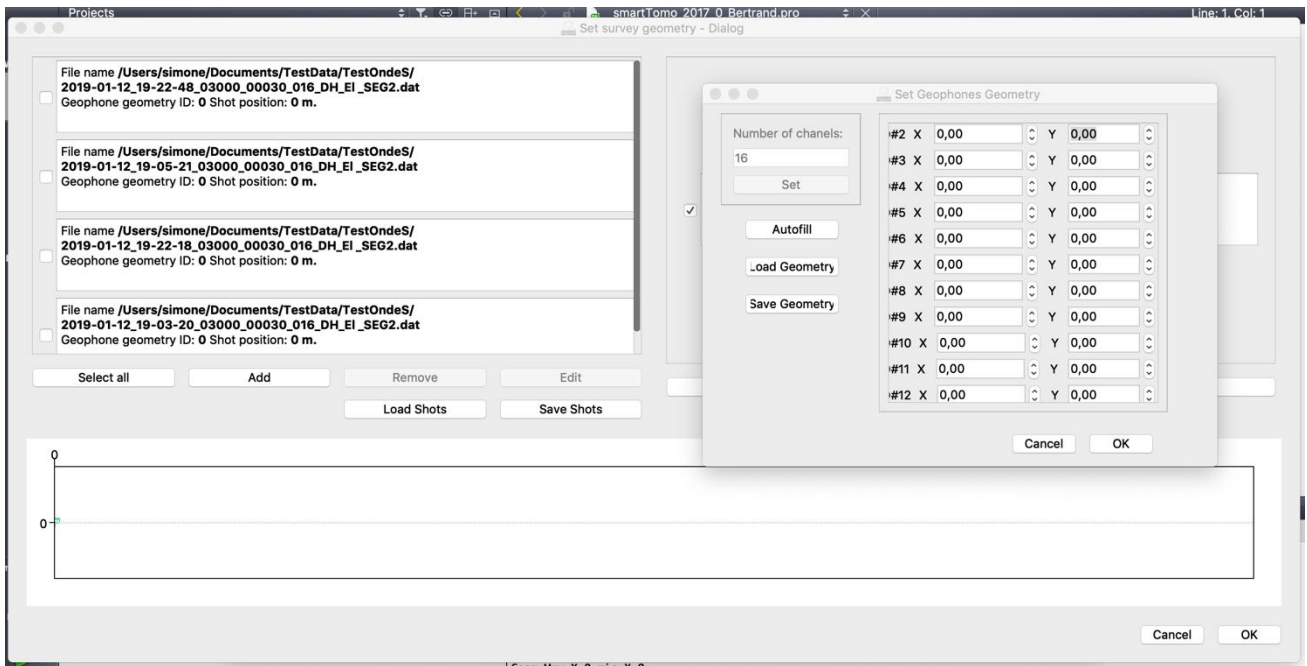 Projects
smartTomo_2017_0_Bertrand.pro
Line: 1, Col: 1
Set survey geometry - Dialog
File name /Users/simone/Documents/TestData/TestOndeS/
2019-01-12_19-22-48_03000_00030_016_DH_El _SEG2.dat
Geophone geometry ID: 0 Shot position: 0 m.
File name /Users/simone/Documents/TestData/TestOndeS/
2019-01-12_19-05-21_03000_00030_016_DH_El _SEG2.dat
Geophone geometry ID: 0 Shot position: 0 m.
File name /Users/simone/Documents/TestData/TestOndeS/
2019-01-12_19-22-18_03000_00030_016_DH_El _SEG2.dat
Geophone geometry ID: 0 Shot position: 0 m.
File name /Users/simone/Documents/TestData/TestOndeS/
2019-01-12_19-03-20_03000_00030_016_DH_El _SEG2.dat
Geophone geometry ID: 0 Shot position: 0 m.
Select all Add Remove Edit
Load Shots Save Shots
Set Geophones Geometry
Number of chanels:
16
Set
Autofill
Load Geometry
Save Geometry
#2 X 0,00 Y 0,00
#3 X 0,00 Y 0,00
#4 X 0,00 Y 0,00
#5 X 0,00 Y 0,00
#6 X 0,00 Y 0,00
#7 X 0,00 Y 0,00
#8 X 0,00 Y 0,00
#9 X 0,00 Y 0,00
#10 X 0,00 Y 0,00
#11 X 0,00 Y 0,00
#12 X 0,00 Y 0,00
Cancel OK
0
0
Cancel OK